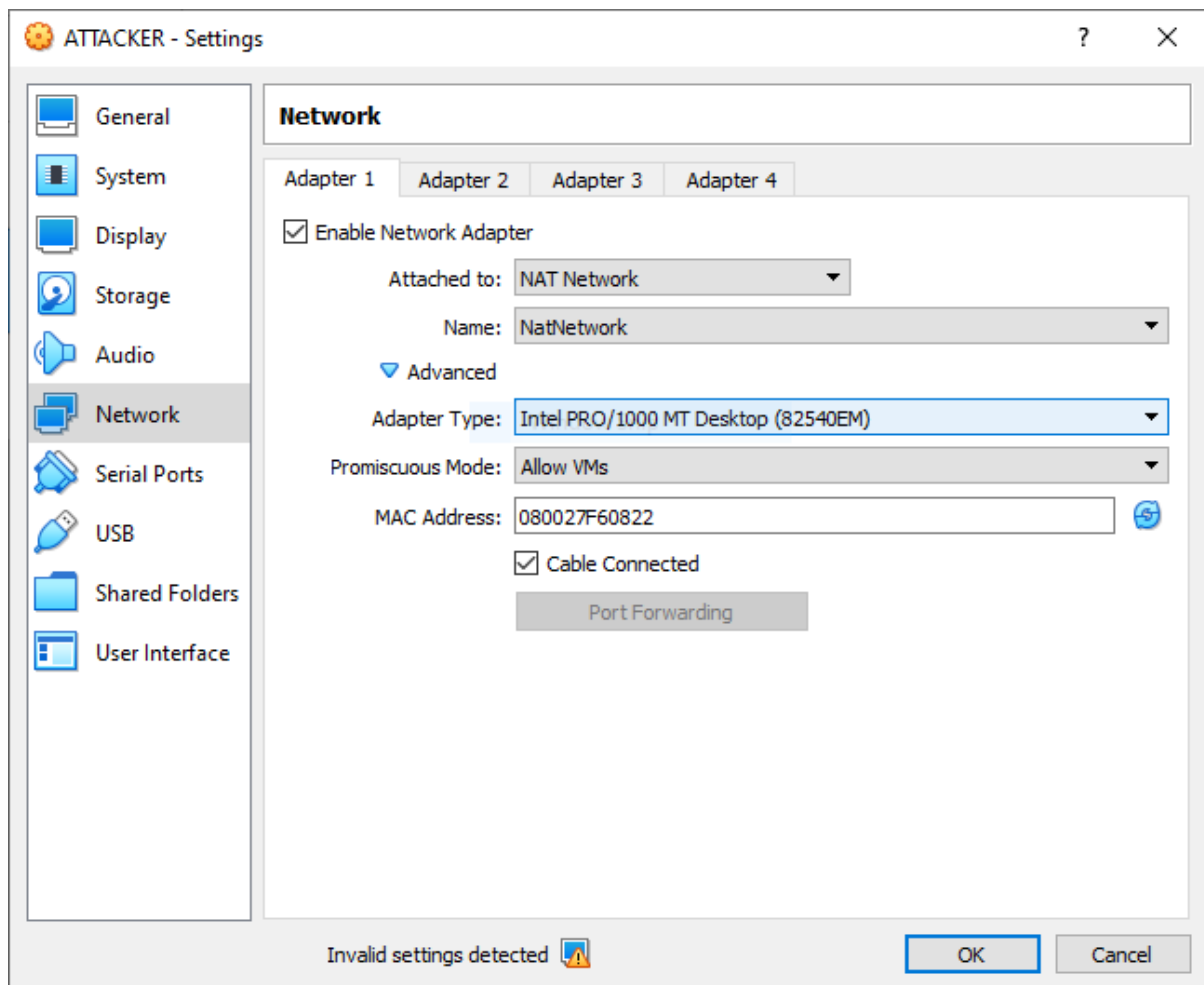 ATTACKER - Settings
?
General
System
Display
Storage
Audio
Network
Serial Ports
USB
Shared Folders
User Interface
Network
Adapter 1
Adapter 2
Adapter 3
Adapter 4
Enable Network Adapter
Attached to: NAT Network
Name: NatNetwork
Advanced
Adapter Type: Intel PRO/1000 MT Desktop (82540EM)
Promiscuous Mode: Allow VMs
MAC Address: 080027F60822
Cable Connected
Port Forwarding
Invalid settings detected
OK
Cancel